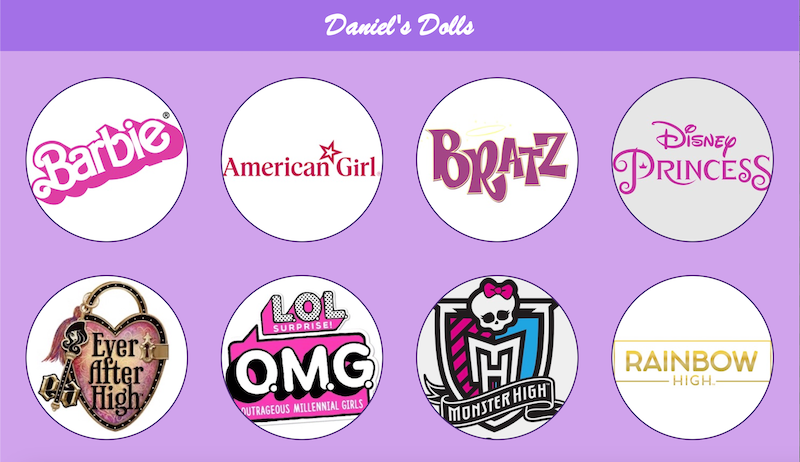 Daniel's Dolls
Barbie®
American Girl
BRATZ
Disney
PRINCESS
Ever
After
High
LOL
SURPRISE!
O.M.G.
OUTRAGEOUS MILLENNIAL GIRLS
MONSTER HIGH
RAINBOW
HIGH